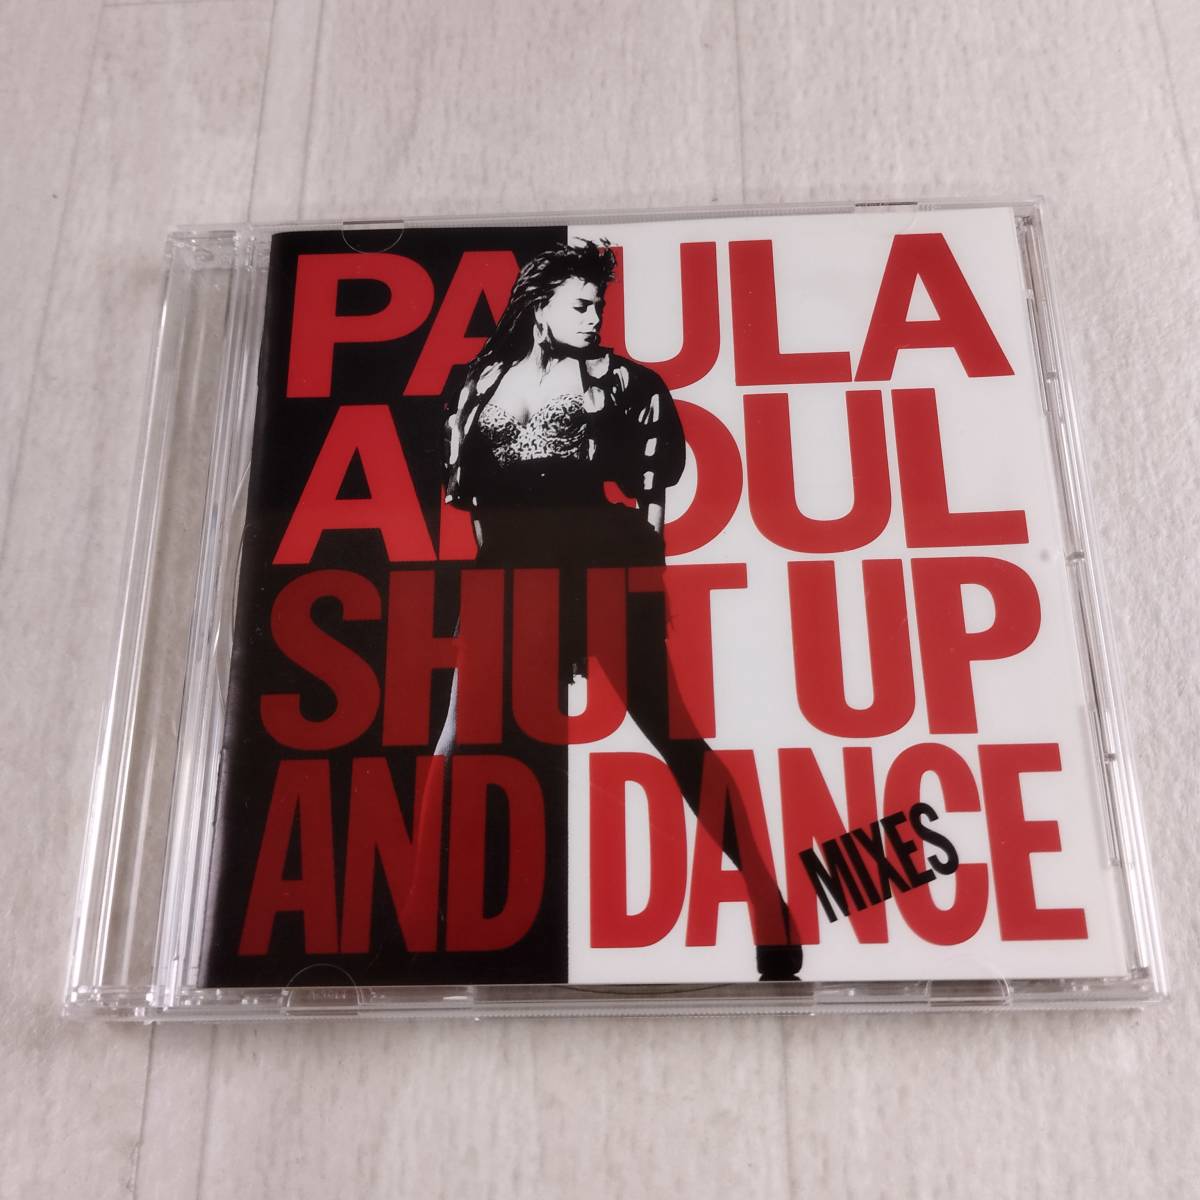 PAULA
ABDUL
SHUT UP
AND DANCE
MIXES